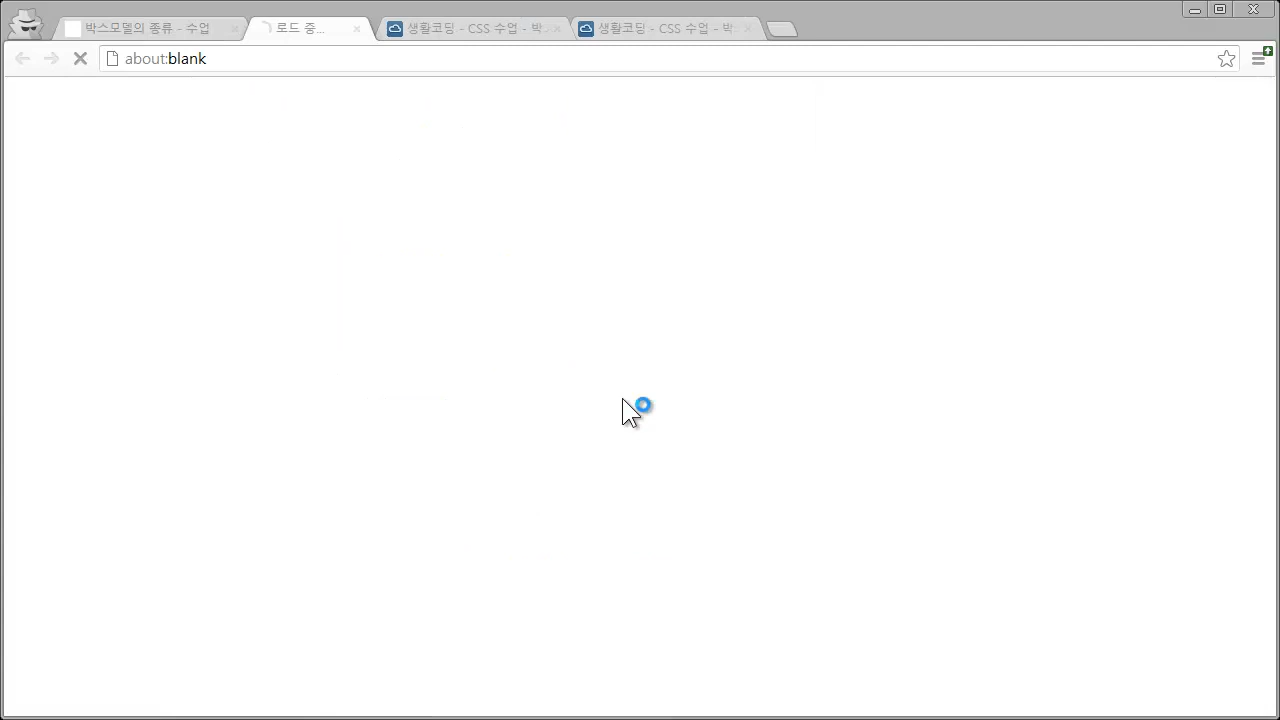 박스모델의 종류 - 수업
로드 중...
생활코딩 - CSS 수업 - 박
생활코딩 - CSS 수업 - 박
about:blank